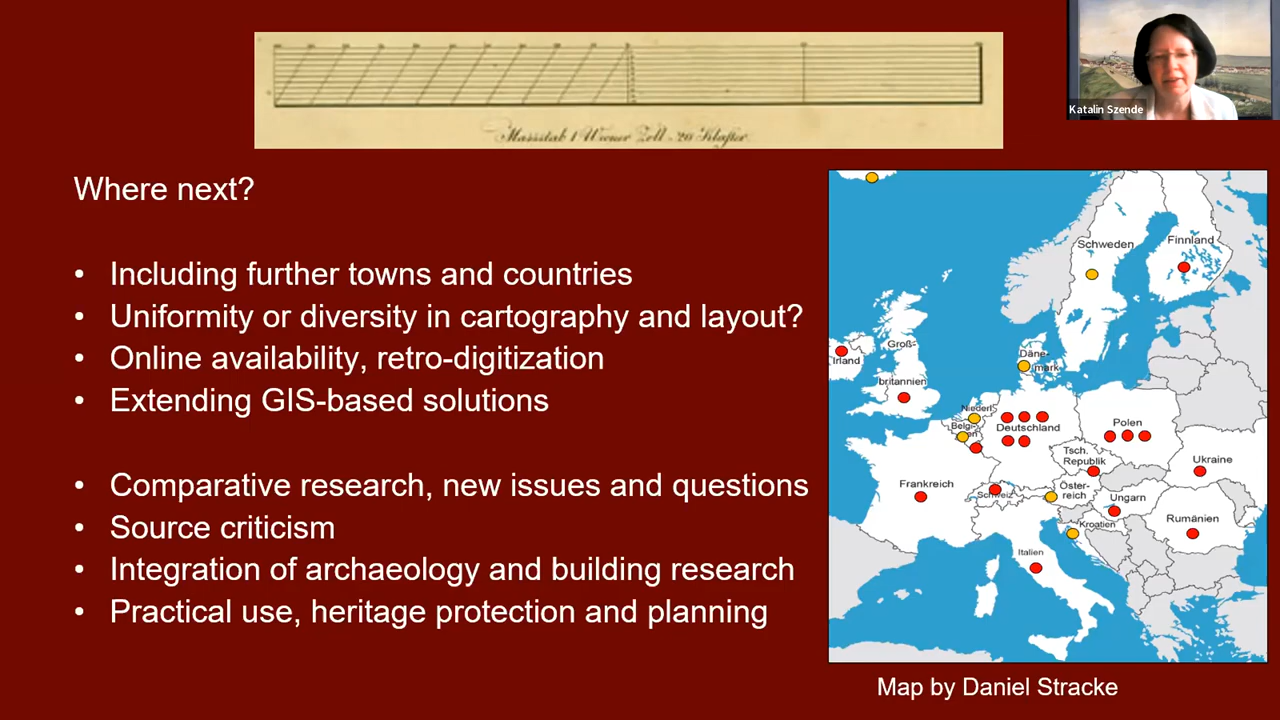 Massstab 1 Wiener Zoll = 20 Klafter.
Katalin Szende
Where next?
• Including further towns and countries
• Uniformity or diversity in cartography and layout?
• Online availability, retro-digitization
• Extending GIS-based solutions
• Comparative research, new issues and questions
• Source criticism
• Integration of archaeology and building research
• Practical use, heritage protection and planning
Schweden
Finnland
Irland
Groß-
britannien
Däne-
mark
Niederl.
Belg-
ien
Deutschland
Polen
Tsch.
Republik
Ukraine
Frankreich
Schweiz
Öster-
reich
Ungarn
Kroatien
Rumänien
Italien
Map by Daniel Stracke